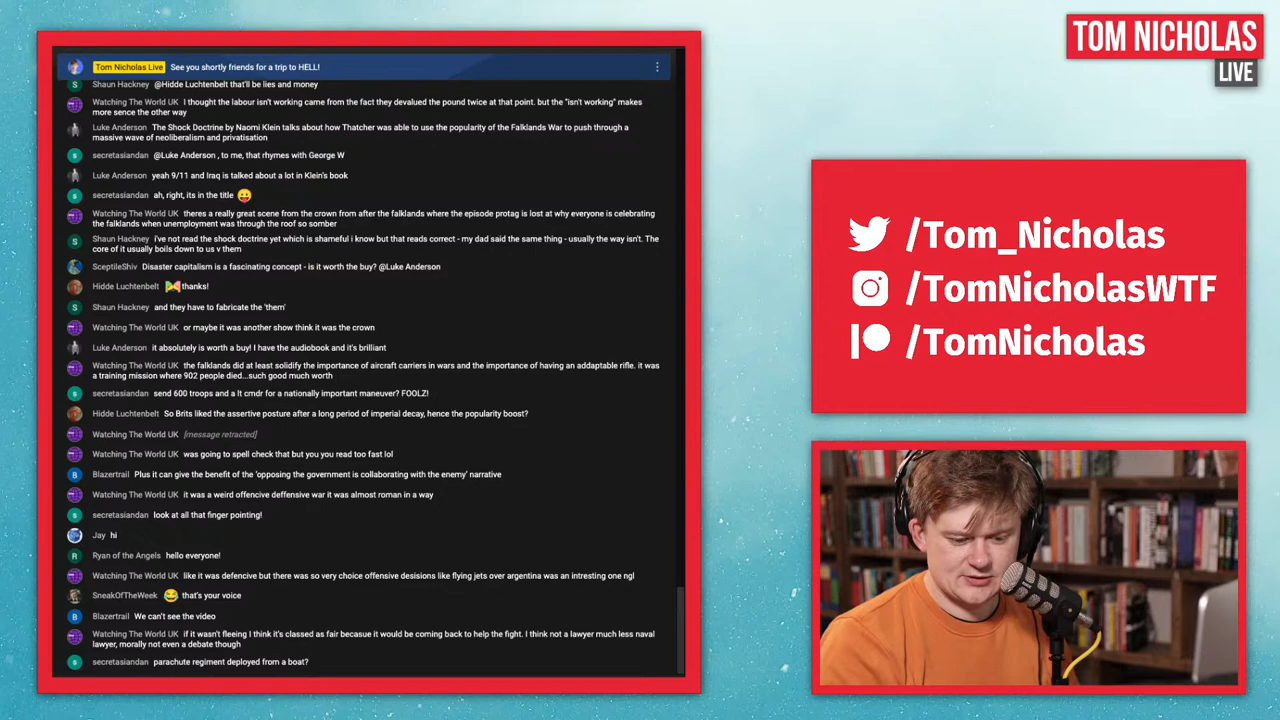 TOM NICHOLAS
LIVE
Tom Nicholas Live See you shortly friends for a trip to HELL!
Shaun Hackney @Hidde Luchtenbelt that'll be lies and money
Watching The World UK I thought the labour isn't working came from the fact they devalued the pound twice at that point. but the "isn't working" makes
more sence the other way
Luke Anderson The Shock Doctrine by Naomi Klein talks about how Thatcher was able to use the popularity of the Falklands War to push through a
massive wave of neoliberalism and privatisation
secretasiandan @Luke Anderson , to me, that rhymes with George W
Luke Anderson yeah 9/11 and Iraq is talked about a lot in Klein's book
secretasiandan ah, right, its in the title 😛
Watching The World UK theres a really great scene from the crown from after the falklands where the episode protag is lost at why everyone is celebrating
the falklands when unemployment was through the roof so somber
Shaun Hackney i've not read the shock doctrine yet which is shameful i know but that reads correct - my dad said the same thing - usually the way isn't. The
core of it usually boils down to us v them
SceptileShiv Disaster capitalism is a fascinating concept - is it worth the buy? @Luke Anderson
Hidde Luchtenbelt thanks!
Shaun Hackney and they have to fabricate the 'them'
Watching The World UK or maybe it was another show think it was the crown
Luke Anderson it absolutely is worth a buy! I have the audiobook and it's brilliant
Watching The World UK the falklands did at least solidify the importance of aircraft carriers in wars and the importance of having an addaptable rifle. it was
a training mission where 902 people died...such good much worth
secretasiandan send 600 troops and a lt cmdr for a nationally important maneuver? FOOLZ!
Hidde Luchtenbelt So Brits liked the assertive posture after a long period of imperial decay, hence the popularity boost?
Watching The World UK [message retracted]
Watching The World UK was going to spell check that but you you read too fast lol
Blazertrail Plus it can give the benefit of the 'opposing the government is collaborating with the enemy' narrative
Watching The World UK it was a weird offencive deffensive war it was almost roman in a way
secretasiandan look at all that finger pointing!
Jay hi
Ryan of the Angels hello everyone!
Watching The World UK like it was defencive but there was so very choice offensive desisions like flying jets over argentina was an intresting one ngl
SneakOfTheWeek 😂 that's your voice
Blazertrail We can't see the video
Watching The World UK if it wasn't fleeing I think it's classed as fair becasue it would be coming back to help the fight. I think not a lawyer much less naval
lawyer, morally not even a debate though
secretasiandan parachute regiment deployed from a boat?
/Tom_Nicholas
/TomNicholasWTF
/TomNicholas